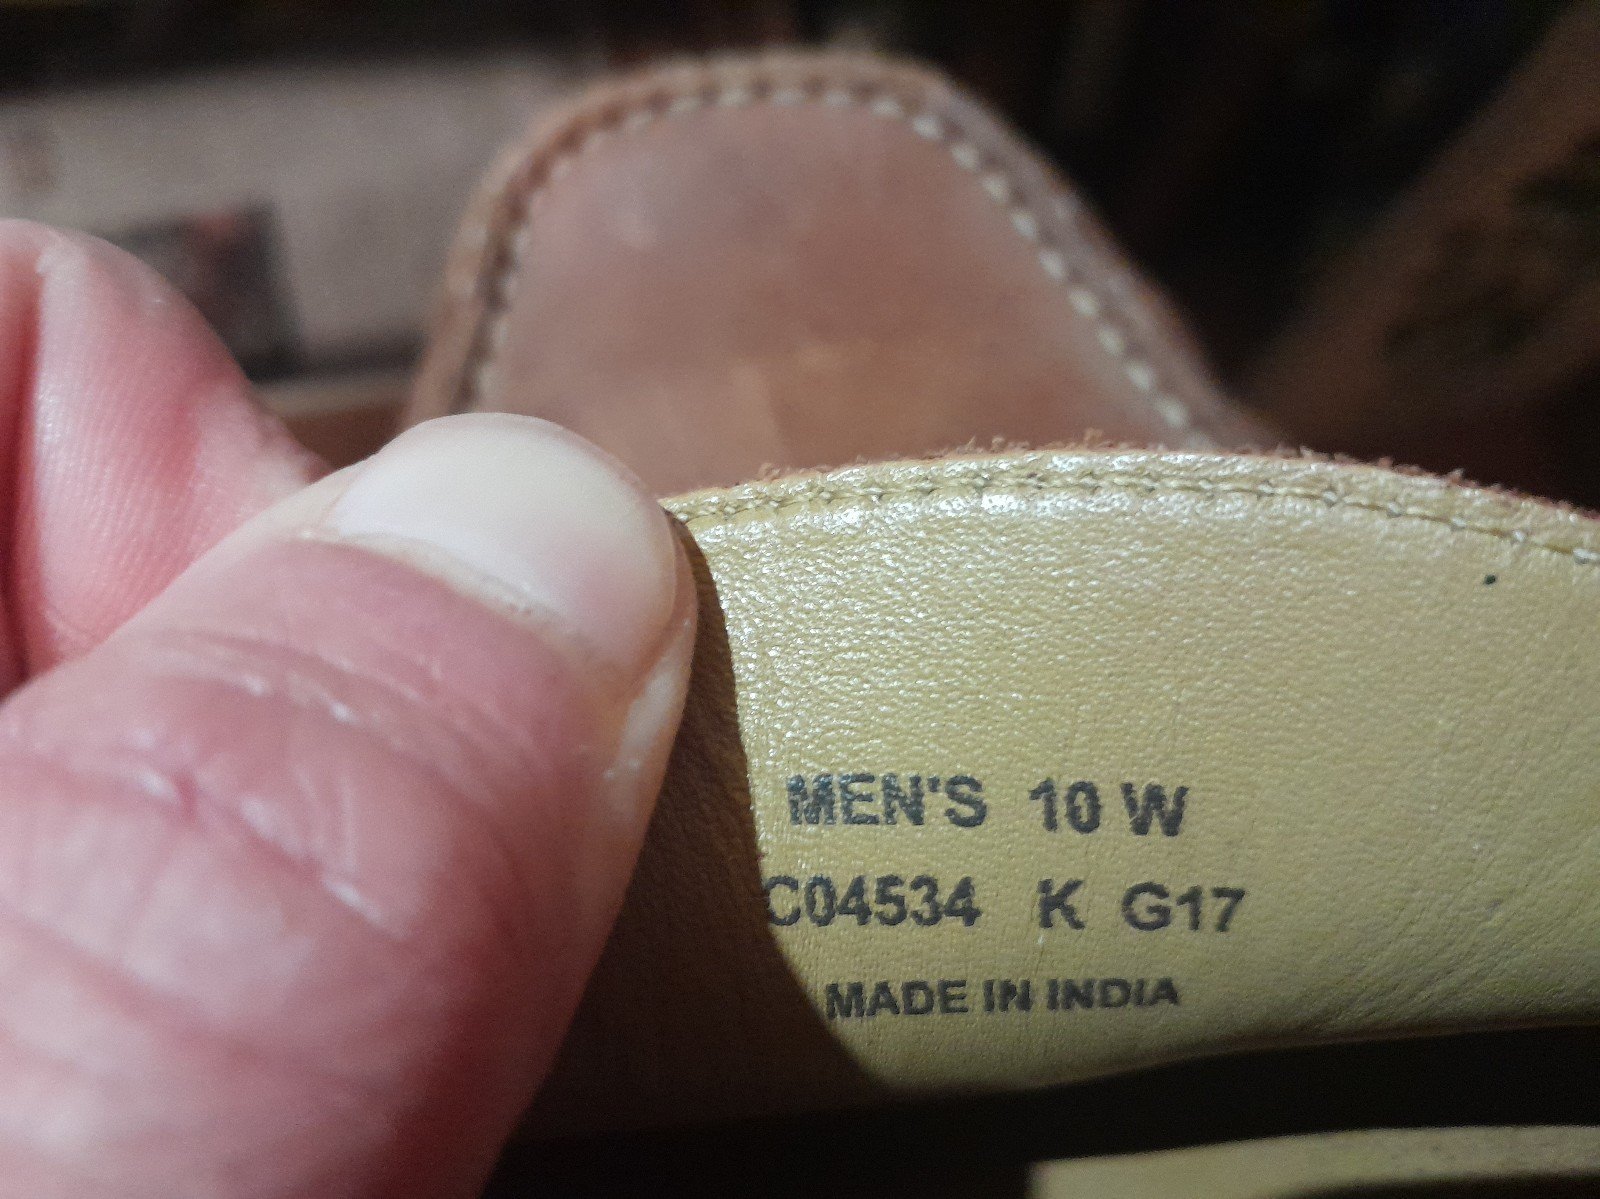 MEN'S 10 W
C04534 K G17
MADE IN INDIA